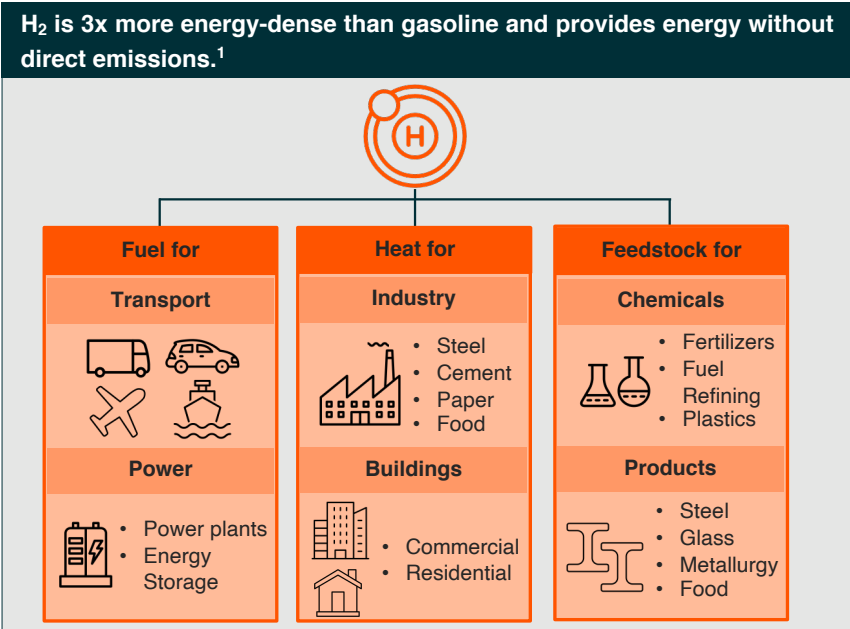 H₂ is 3x more energy-dense than gasoline and provides energy without
direct emissions.¹
H
Fuel for
Transport
Power
• Power plants
• Energy
Storage
Heat for
Industry
• Steel
• Cement
• Paper
• Food
Buildings
• Commercial
• Residential
Feedstock for
Chemicals
• Fertilizers
• Fuel
Refining
• Plastics
Products
• Steel
• Glass
• Metallurgy
• Food